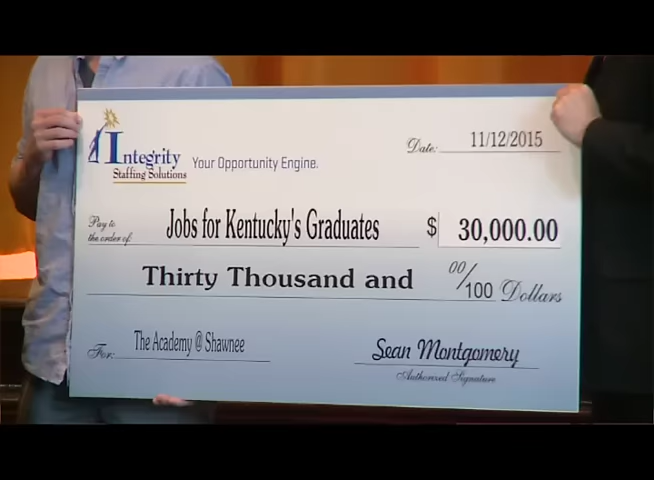 Integrity
Staffing Solutions
Your Opportunity Engine.
Date: 11/12/2015
Pay to
the order of: Jobs for Kentucky's Graduates $ 30,000.00
Thirty Thousand and 00/100 Dollars
For: The Academy @ Shawnee
Sean Montgomery
Authorized Signature